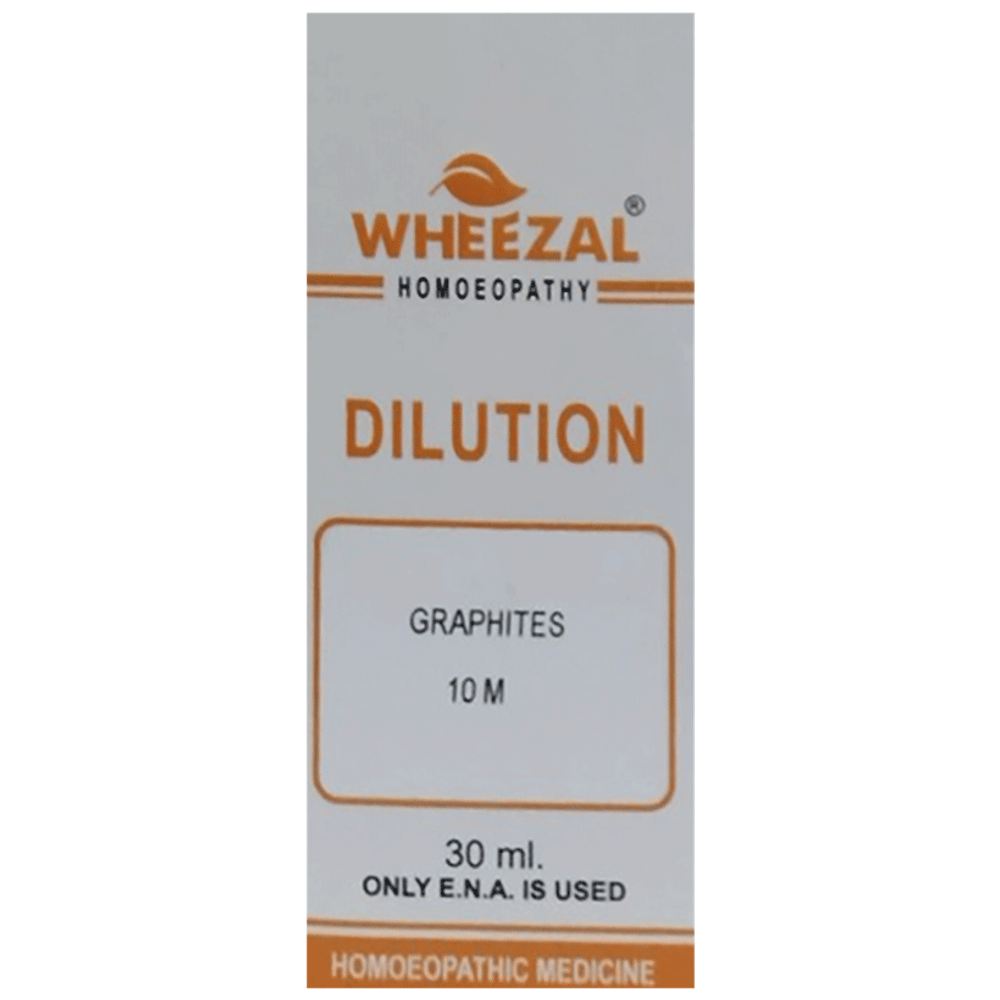 WHEEZAL®
HOMOEOPATHY
DILUTION
GRAPHITES
10 M
30 ml.
ONLY E.N.A. IS USED
HOMOEOPATHIC MEDICINE